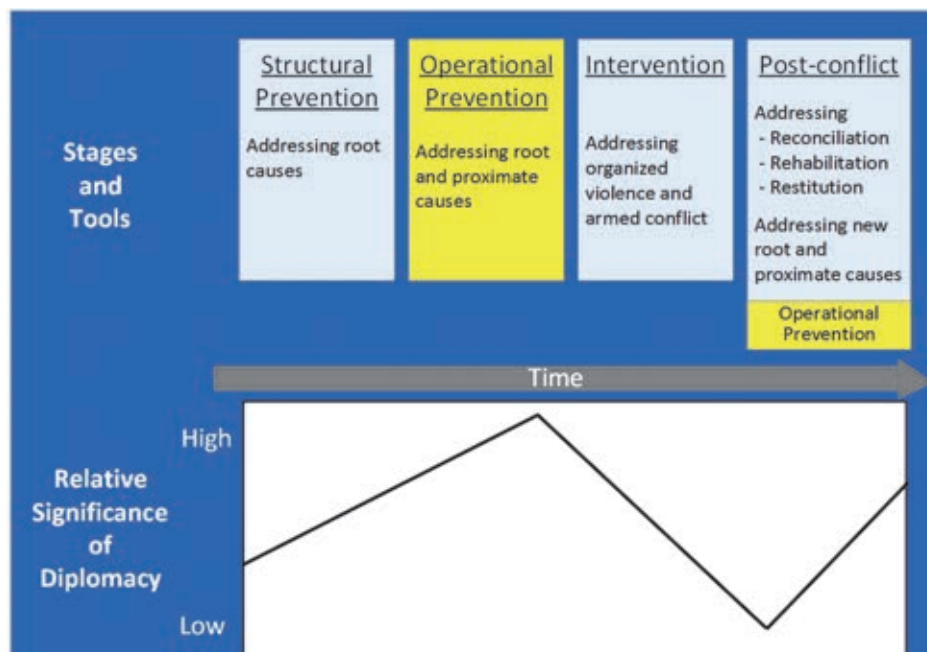 Structural
Prevention
Addressing root
causes
Operational
Prevention
Addressing root
and proximate
causes
Intervention
Addressing
organized
violence and
armed conflict
Post-conflict
Addressing
- Reconciliation
- Rehabilitation
- Restitution
Addressing new
root and
proximate causes
Operational
Prevention
Stages
and
Tools
Time
High
Relative
Significance
of
Diplomacy
Low